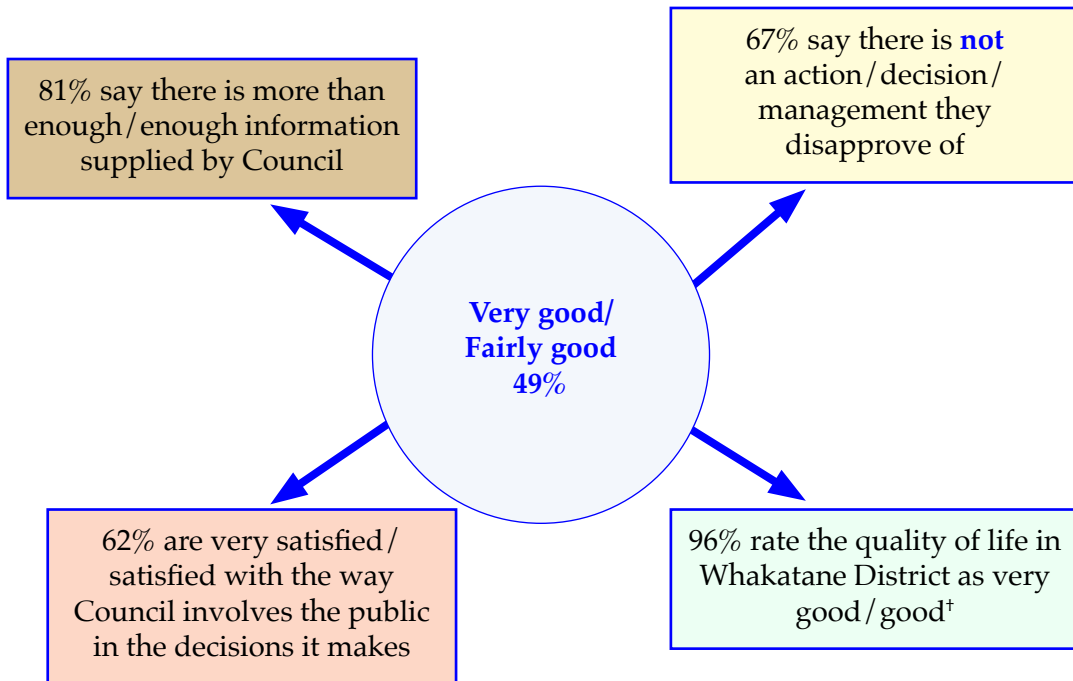 81% say there is more than
enough/enough information
supplied by Council
67% say there is not
an action/decision/
management they
disapprove of
Very good/
Fairly good
49%
62% are very satisfied/
satisfied with the way
Council involves the public
in the decisions it makes
96% rate the quality of life in
Whakatane District as very
good/good†